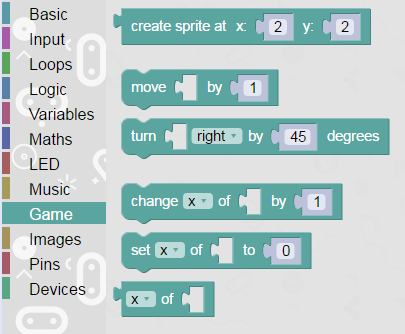 Basic
Input
Loops
Logic
Variables
Maths
LED
Music
Game
Images
Pins
Devices
create sprite at x: 2 y: 2
move by 1
turn right by 45 degrees
change x of by 1
set x of to 0
x of